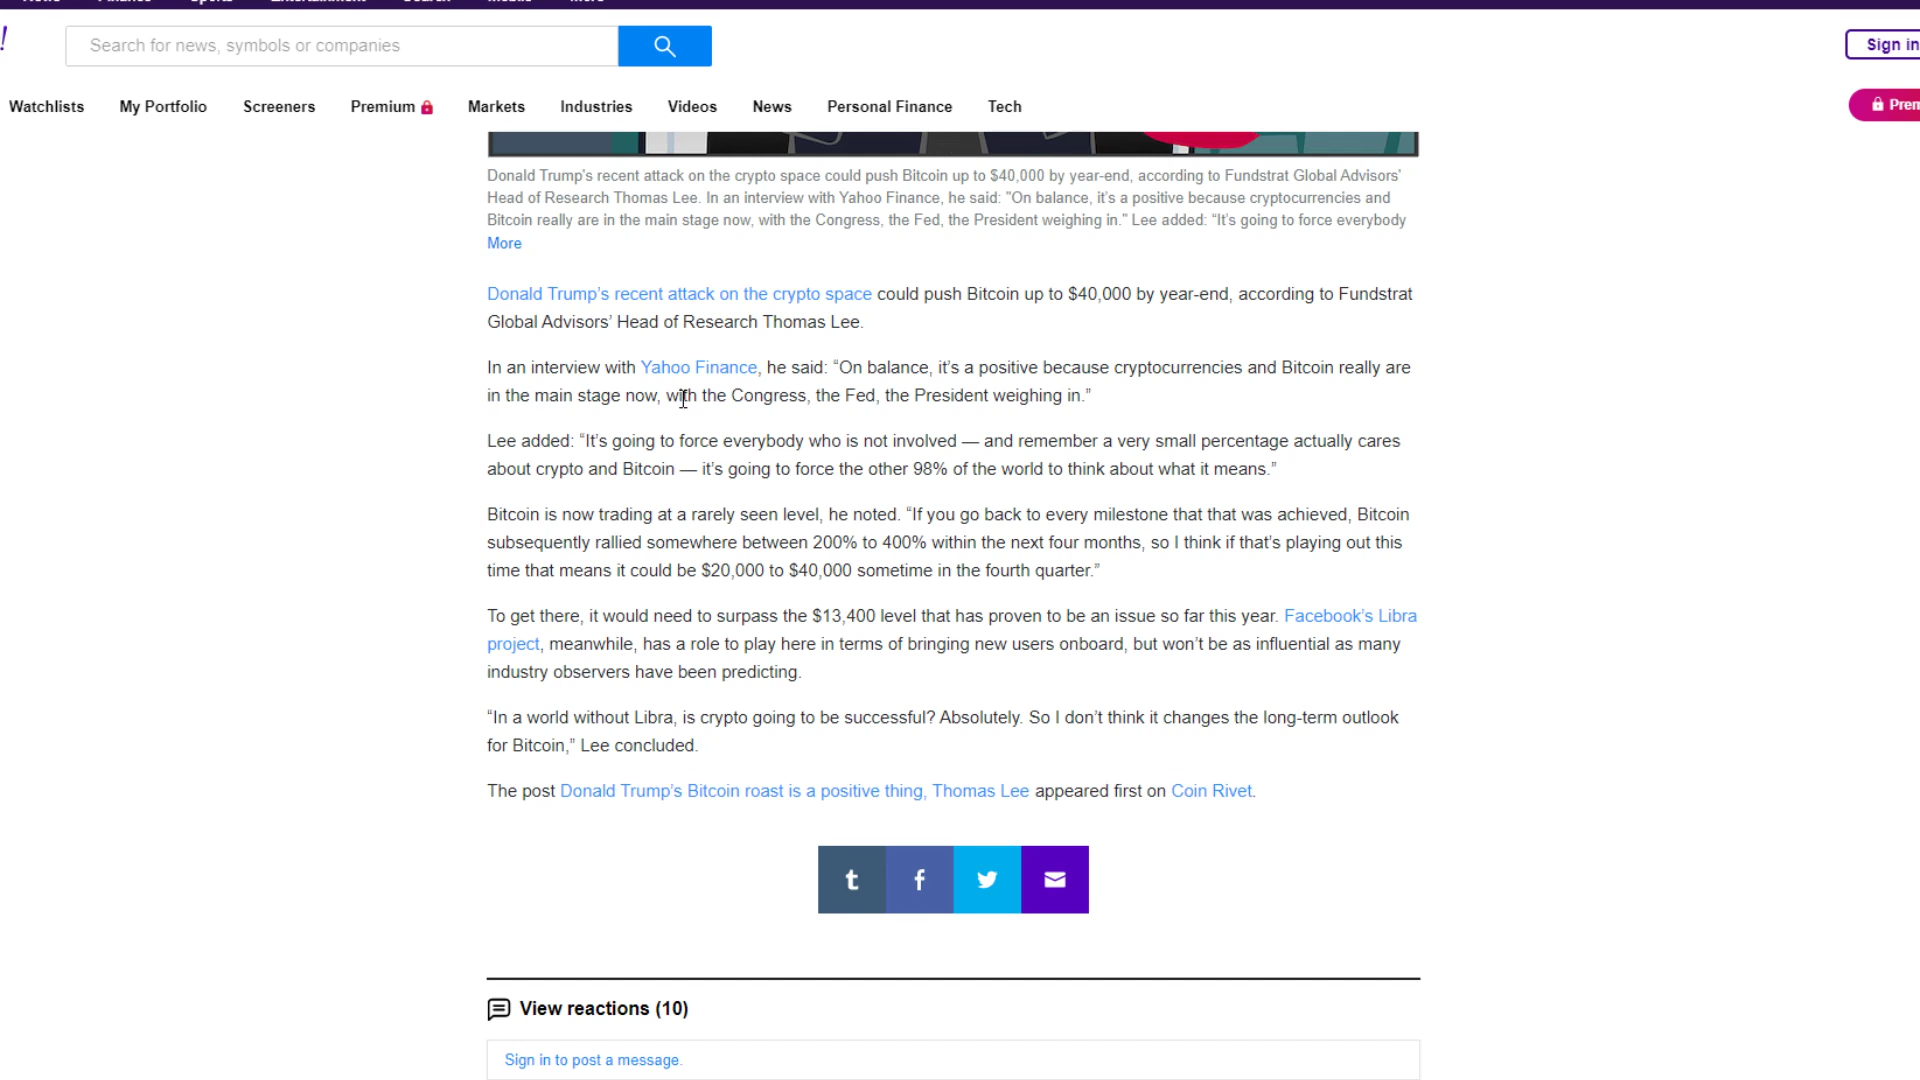 News Finance Sports Entertainment Search Mobile More
!
Search for news, symbols or companies
Sign in
Watchlists My Portfolio Screeners Premium Markets Industries Videos News Personal Finance Tech
Donald Trump’s recent attack on the crypto space could push Bitcoin up to $40,000 by year-end, according to Fundstrat Global Advisors’
Head of Research Thomas Lee. In an interview with Yahoo Finance, he said: "On balance, it’s a positive because cryptocurrencies and
Bitcoin really are in the main stage now, with the Congress, the Fed, the President weighing in." Lee added: “It’s going to force everybody
More
Donald Trump’s recent attack on the crypto space could push Bitcoin up to $40,000 by year-end, according to Fundstrat
Global Advisors’ Head of Research Thomas Lee.
In an interview with Yahoo Finance, he said: “On balance, it’s a positive because cryptocurrencies and Bitcoin really are
in the main stage now, with the Congress, the Fed, the President weighing in.”
Lee added: “It’s going to force everybody who is not involved — and remember a very small percentage actually cares
about crypto and Bitcoin — it’s going to force the other 98% of the world to think about what it means.”
Bitcoin is now trading at a rarely seen level, he noted. “If you go back to every milestone that that was achieved, Bitcoin
subsequently rallied somewhere between 200% to 400% within the next four months, so I think if that’s playing out this
time that means it could be $20,000 to $40,000 sometime in the fourth quarter.”
To get there, it would need to surpass the $13,400 level that has proven to be an issue so far this year. Facebook’s Libra
project, meanwhile, has a role to play here in terms of bringing new users onboard, but won’t be as influential as many
industry observers have been predicting.
“In a world without Libra, is crypto going to be successful? Absolutely. So I don’t think it changes the long-term outlook
for Bitcoin,” Lee concluded.
The post Donald Trump’s Bitcoin roast is a positive thing, Thomas Lee appeared first on Coin Rivet.
View reactions (10)
Sign in to post a message.